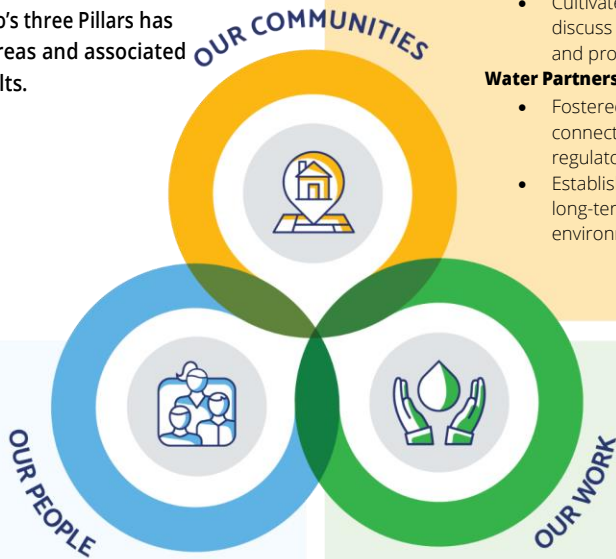 o's three Pillars has
reas and associated
lts.
OUR COMMUNITIES
• Cultivate
discuss
and pro
Water Partners
• Fostered
connect
regulato
• Establis
long-ter
environ
OUR PEOPLE
OUR WORK